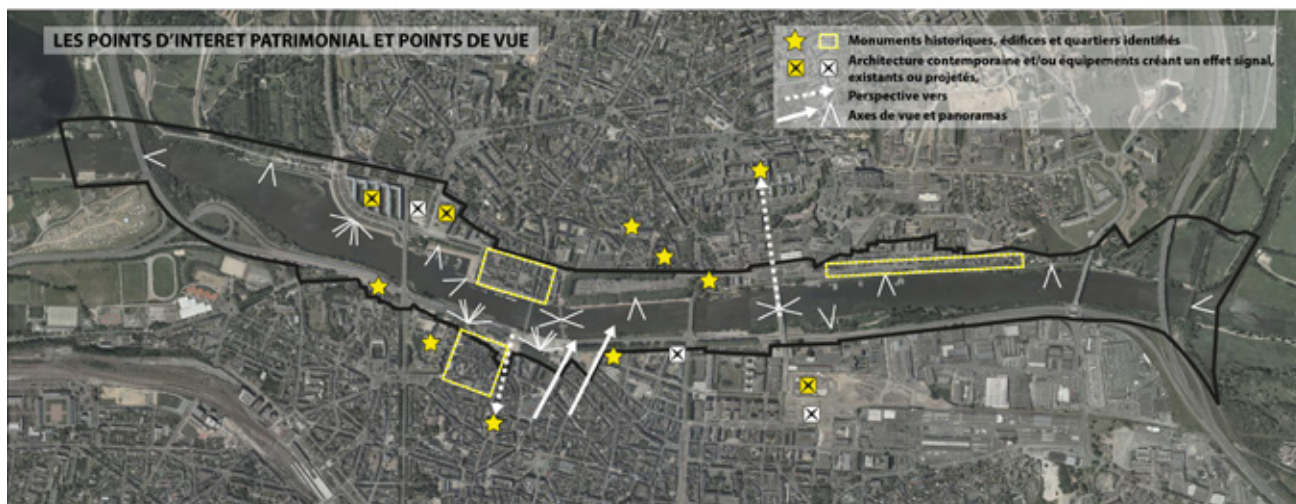 LES POINTS D'INTERET PATRIMONIAL ET POINTS DE VUE
Monuments historiques, édifices et quartiers identifiés
Architecture contemporaine et/ou équipements créant un effet signal,
existants ou projetés,
Perspective vers
Axes de vue et panoramas